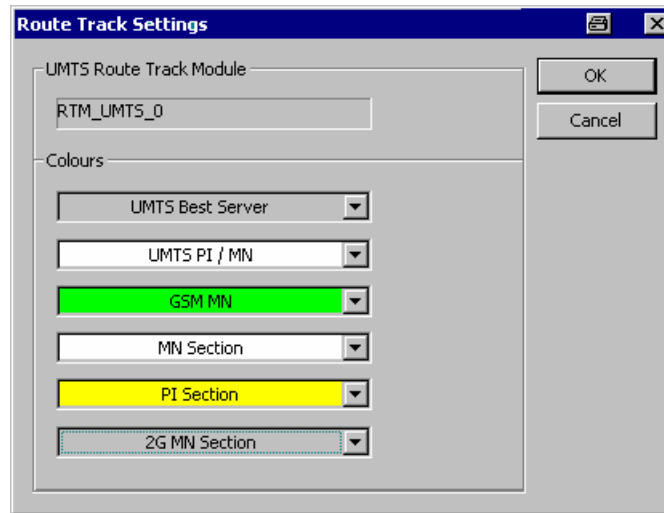 Route Track Settings
UMTS Route Track Module
RTM_UMTS_0
OK
Cancel
Colours
UMTS Best Server
UMTS PI / MN
GSM MN
MN Section
PI Section
2G MN Section